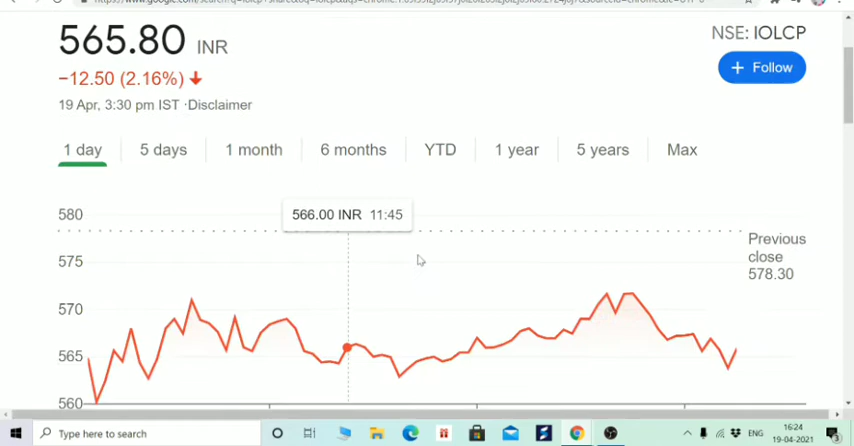 565.80 INR
NSE: IOLCP
−12.50 (2.16%)
+ Follow
19 Apr, 3:30 pm IST ·Disclaimer
1 day 5 days 1 month 6 months YTD 1 year 5 years Max
566.00 INR 11:45
580
575
570
565
560
Previous
close
578.30
Type here to search
ENG
16:24
19-04-2021
3